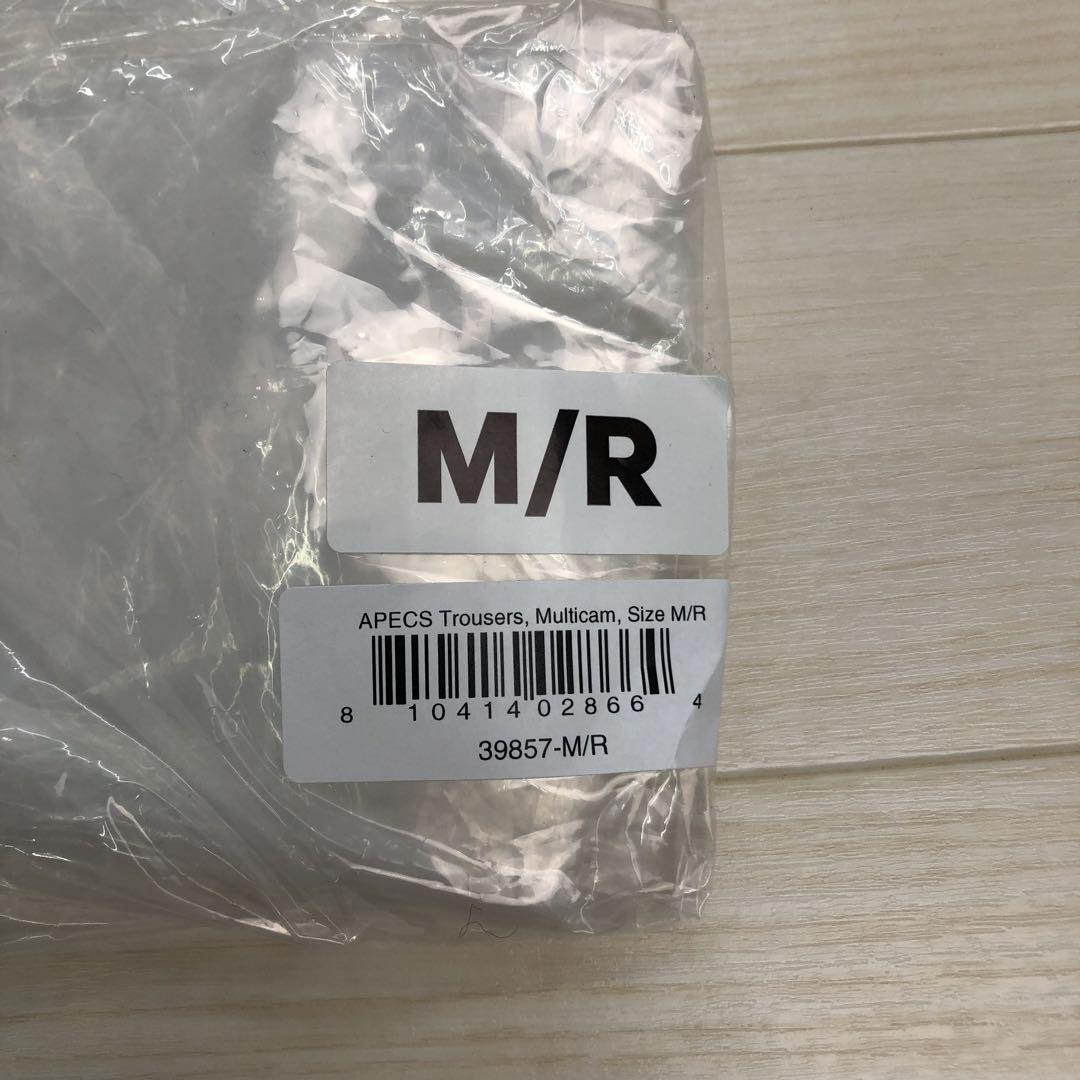 M/R
APECS Trousers, Multicam, Size M/R
8 10414 02866 4
39857-M/R